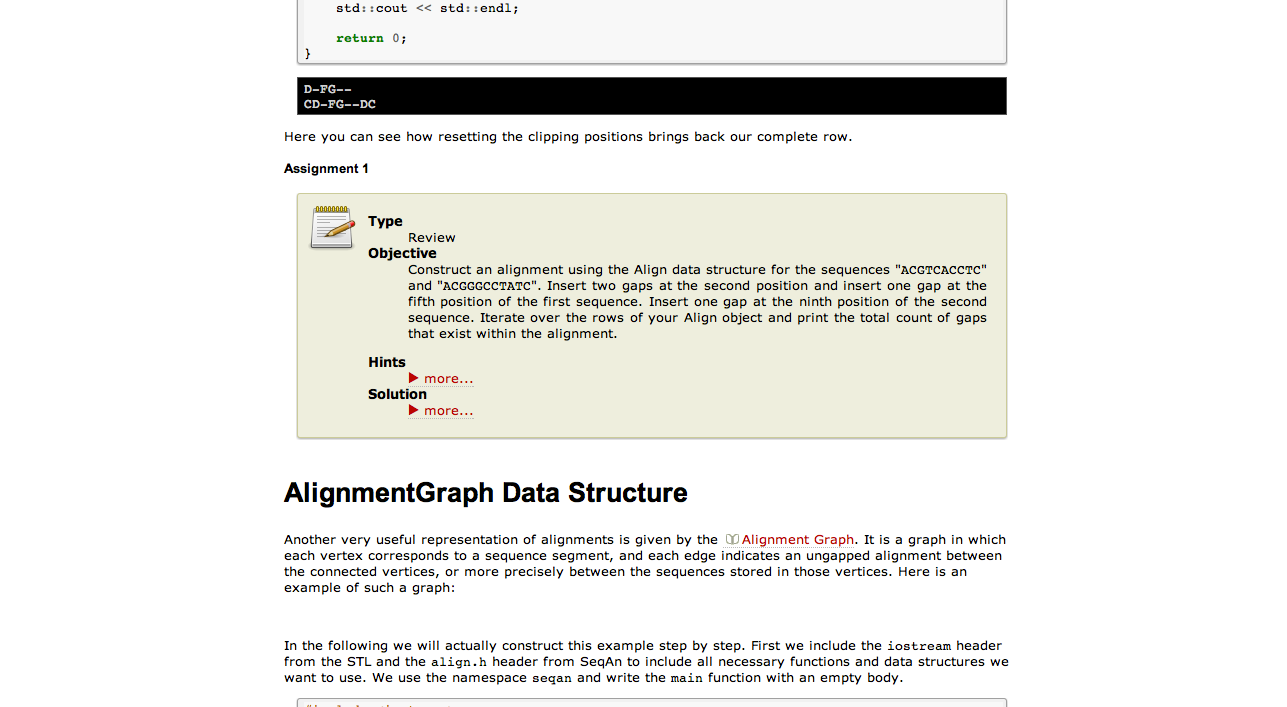 std::cout << std::endl;
return 0;
}
D-FG--
CD-FG--DC
Here you can see how resetting the clipping positions brings back our complete row.
Assignment 1
Type
Review
Objective
Construct an alignment using the Align data structure for the sequences "ACGTCACCTC"
and "ACGGGCCTATC". Insert two gaps at the second position and insert one gap at the
fifth position of the first sequence. Insert one gap at the ninth position of the second
sequence. Iterate over the rows of your Align object and print the total count of gaps
that exist within the alignment.
Hints
▶ more...
Solution
▶ more...
AlignmentGraph Data Structure
Another very useful representation of alignments is given by the Alignment Graph. It is a graph in which
each vertex corresponds to a sequence segment, and each edge indicates an ungapped alignment between
the connected vertices, or more precisely between the sequences stored in those vertices. Here is an
example of such a graph:
In the following we will actually construct this example step by step. First we include the iostream header
from the STL and the align.h header from SeqAn to include all necessary functions and data structures we
want to use. We use the namespace seqan and write the main function with an empty body.